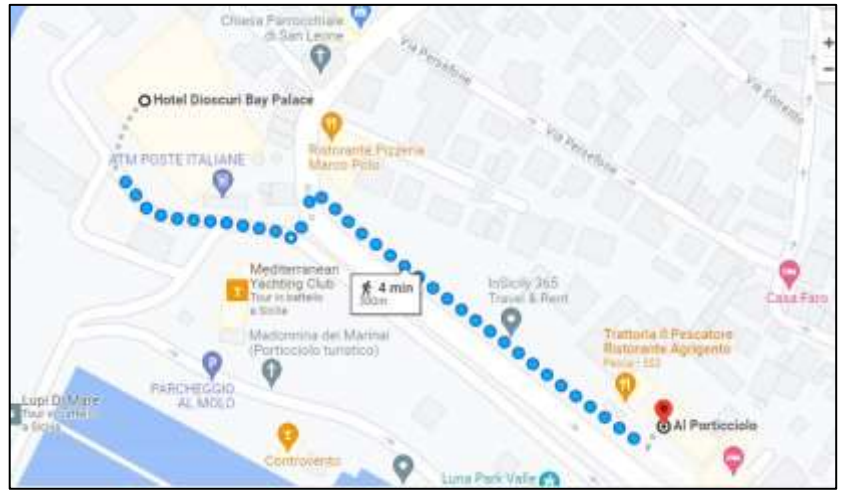 Chiesa Parrocchiale
di San Leone
Via Persefone
Via Sorrento
Hotel Dioscuri Bay Palace
Ristorante Pizzeria
Marco Polo
Via Persefone
ATM POSTE ITALIANE
Mediterranean
Yachting Club
Tour in battello
a Sicilia
4 min
300m
InSicily 365
Travel & Rent
Casa Faro
Madonnina dei Marinai
(Porticciolo turistico)
Trattoria Il Pescatore
Ristorante Agrigento
PARCHEGGIO
AL MOLO
Lupi Di Mare
Tour in battello
a Sicilia
Al Porticciolo
Controvento
Luna Park Valle
+
−